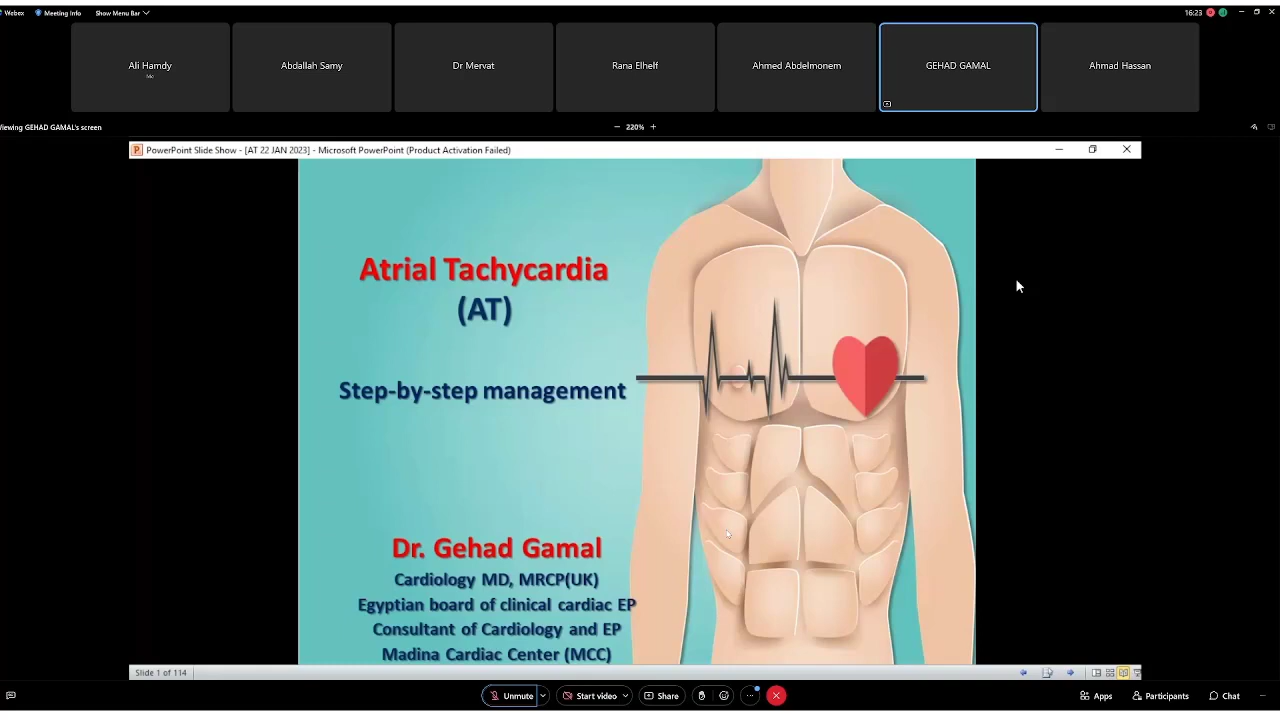 Webex
Meeting Info
Show Menu Bar
16:23
Ali Hamdy
Abdallah Samy
Dr Mervat
Rana Elhelf
Ahmed Abdelmonem
GEHAD GAMAL
Ahmad Hassan
Viewing GEHAD GAMAL's screen
220%
PowerPoint Slide Show - [AT 22 JAN 2023] - Microsoft PowerPoint (Product Activation Failed)
Atrial Tachycardia
(AT)
Step-by-step management
Dr. Gehad Gamal
Cardiology MD, MRCP(UK)
Egyptian board of clinical cardiac EP
Consultant of Cardiology and EP
Madina Cardiac Center (MCC)
Slide 1 of 114
Unmute
Start video
Share
Apps
Participants
Chat